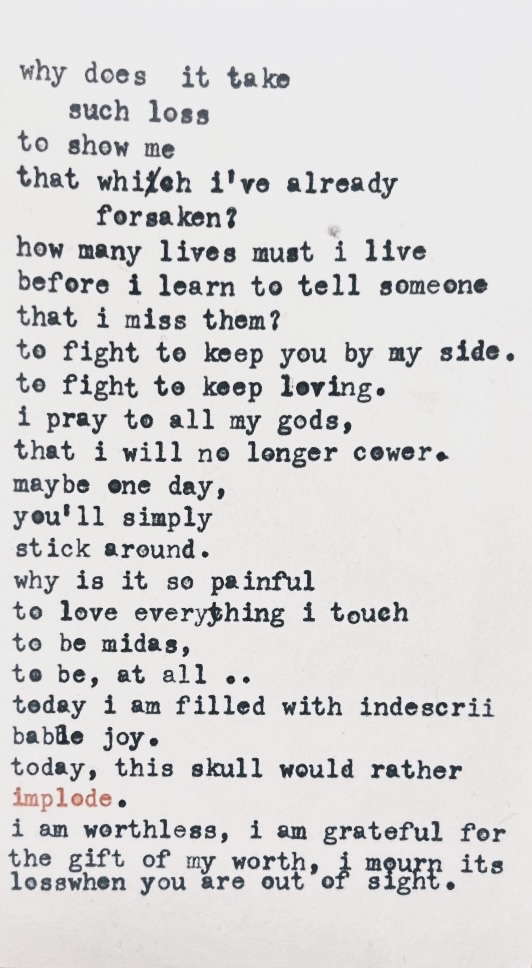 why does it take
such loss
to show me
that which i've already
forsaken?
how many lives must i live
before i learn to tell someone
that i miss them?
to fight to keep you by my side.
to fight to keep loving.
i pray to all my gods,
that i will no longer cower.
maybe one day,
you'll simply
stick around.
why is it so painful
to love everything i touch
to be midas,
to be, at all ..
today i am filled with indescrii
bable joy.
today, this skull would rather
implode.
i am worthless, i am grateful for
the gift of my worth, i mourn its
losswhen you are out of sight.